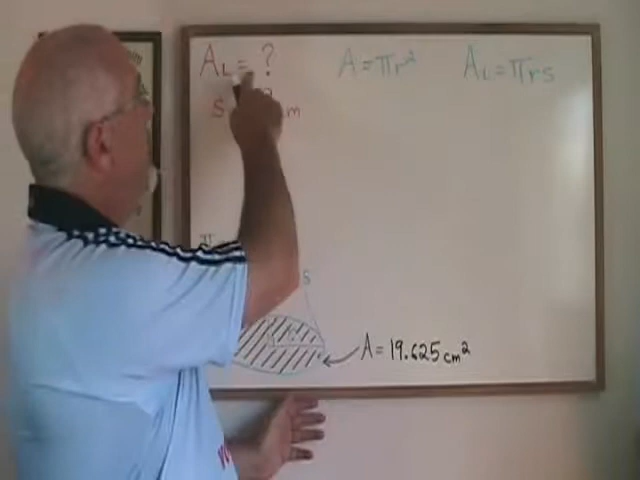 AL = ?
A = πr²
AL = πrs
S
m
π
s
r
A = 19.625 cm²